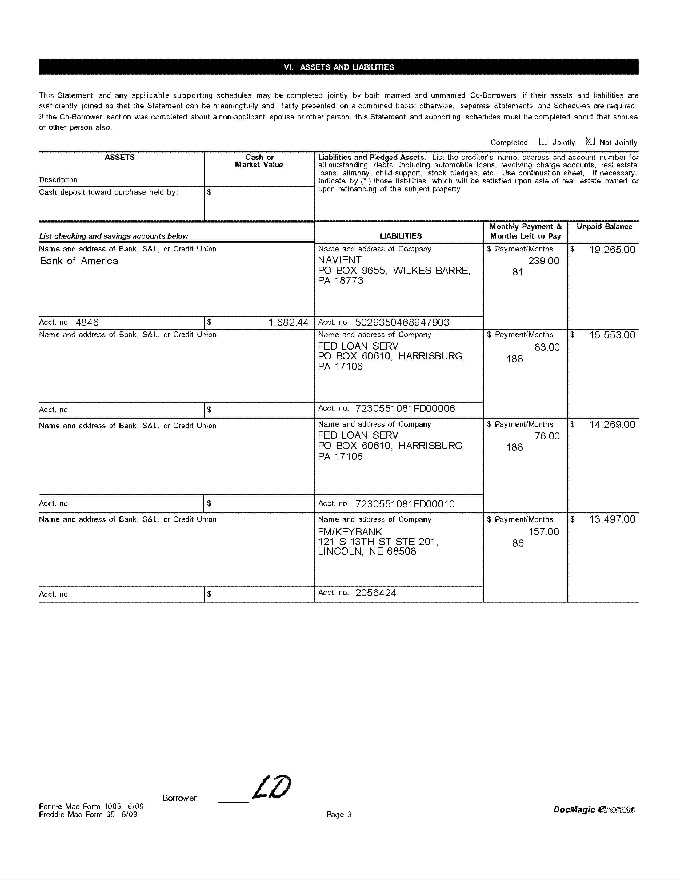 VI. ASSETS AND LIABILITIES
This Statement and any applicable supporting schedules may be completed jointly by both married and unmarried Co-Borrowers if their assets and liabilities are
sufficiently joined so that the Statement can be meaningfully and fairly presented on a combined basis; otherwise, separate Statements and Schedules are required.
If the Co-Borrower section was completed about a non-applicant spouse or other person, this Statement and supporting schedules must be completed about that spouse
or other person also.
Completed Jointly X Not Jointly
ASSETS
Description
Cash or
Market Value
Cash deposit toward purchase held by: $
Liabilities and Pledged Assets. List the creditor's name, address and account number for
all outstanding debts, including automobile loans, revolving charge accounts, real estate
loans, alimony, child support, stock pledges, etc. Use continuation sheet, if necessary.
Indicate by (*) those liabilities, which will be satisfied upon sale of real estate owned or
upon refinancing of the subject property.
List checking and savings accounts below
LIABILITIES
Monthly Payment &
Months Left to Pay
Unpaid Balance
Name and address of Bank, S&L, or Credit Union
Bank of America
Acct. no. 4846 $ 1,682.44
Name and address of Company
NAVIENT
PO BOX 9655, WILKES BARRE,
PA 18773
Acct. no. 5029350468947903
$ Payment/Months
239.00
81
$ 19,265.00
Name and address of Bank, S&L, or Credit Union
Acct. no. $
Name and address of Company
FED LOAN SERV
PO BOX 60610, HARRISBURG,
PA 17106
Acct. no. 7230551081FD00006
$ Payment/Months
83.00
188
$ 15,553.00
Name and address of Bank, S&L, or Credit Union
Acct. no. $
Name and address of Company
FED LOAN SERV
PO BOX 60610, HARRISBURG,
PA 17106
Acct. no. 7230551081FD00010
$ Payment/Months
76.00
188
$ 14,269.00
Name and address of Bank, S&L, or Credit Union
Acct. no. $
Name and address of Company
FM/KEYBANK
121 S 13TH ST STE 201,
LINCOLN, NE 68508
Acct. no. 2056424
$ Payment/Months
157.00
86
$ 13,497.00
Borrower LD
Fannie Mae Form 1003 6/09
Freddie Mac Form 65 6/09
Page 3
DocMagic